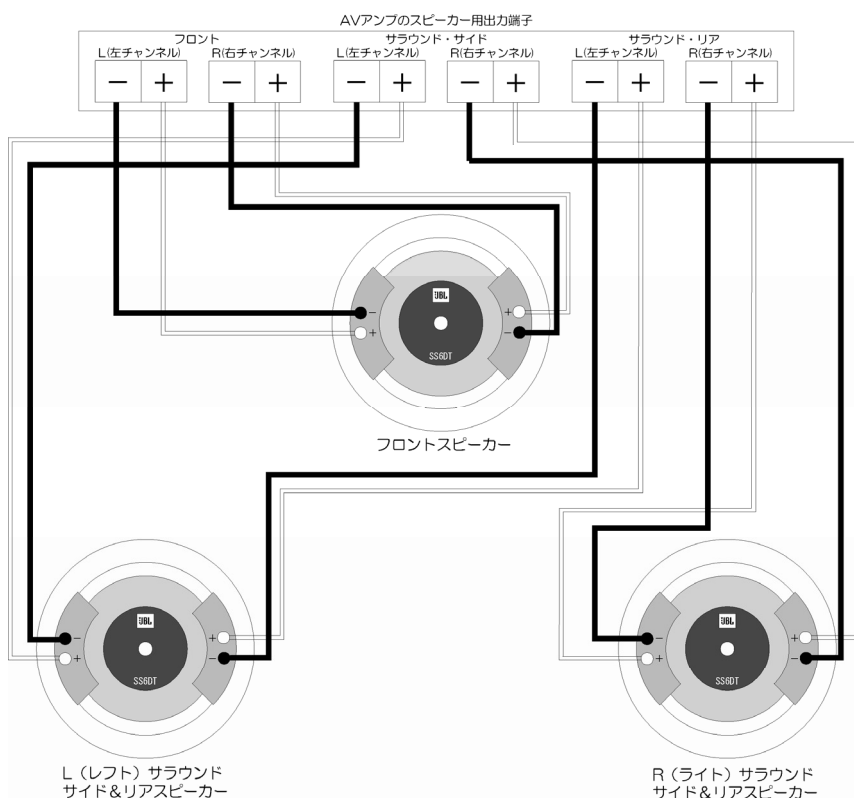 AVアンプのスピーカー用出力端子
フロント サラウンド・サイド サラウンド・リア
L(左チャンネル) R(右チャンネル) L(左チャンネル) R(右チャンネル) L(左チャンネル) R(右チャンネル)
− + − + − + − + − + − +
JBL
− +
+ −
SS6DT
フロントスピーカー
JBL JBL
− + − +
+ − + −
SS6DT SS6DT
L（レフト）サラウンド R（ライト）サラウンド
サイド&リアスピーカー サイド&リアスピーカー